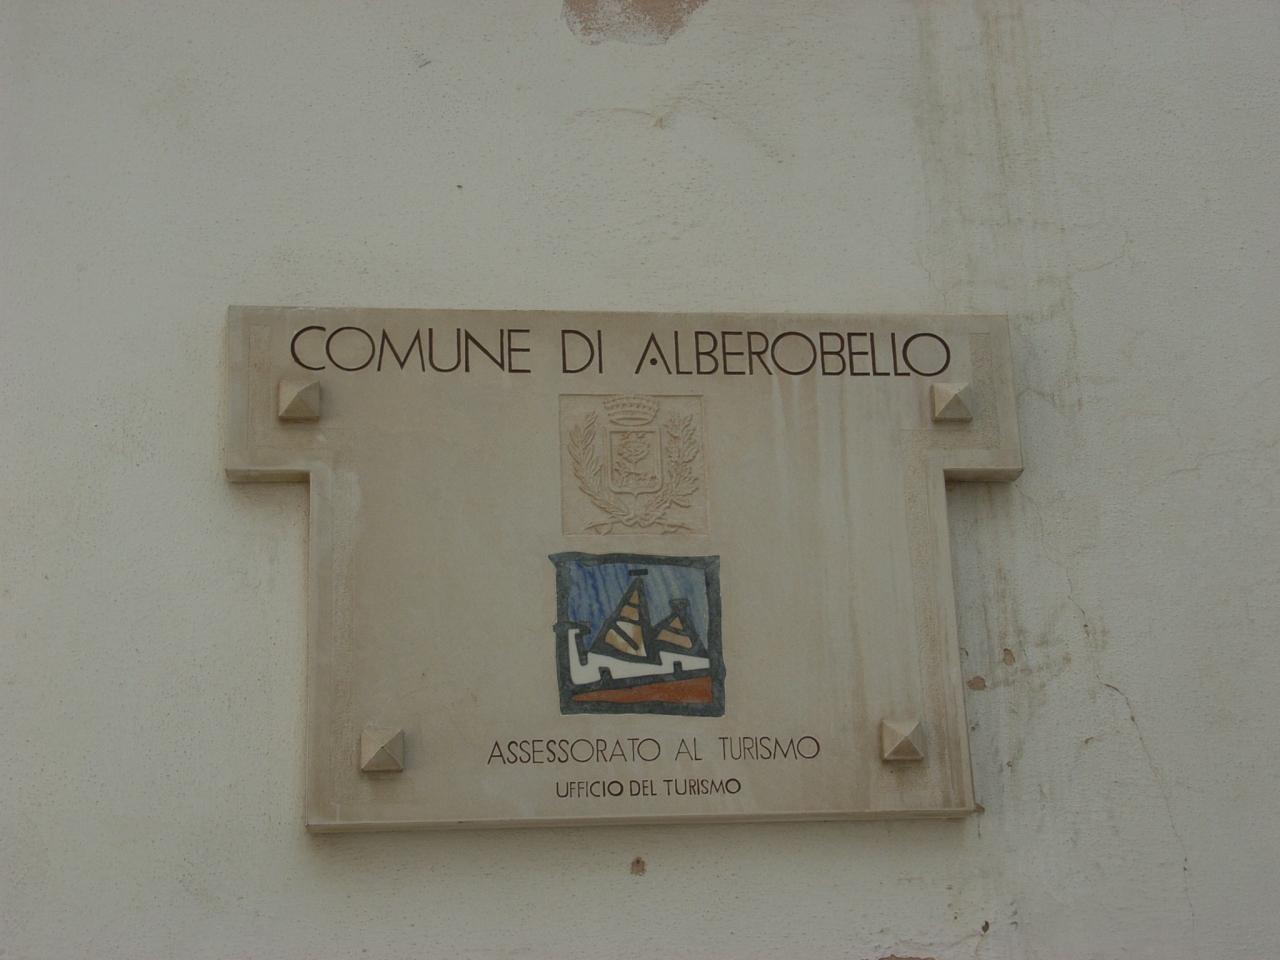 COMUNE DI ALBEROBELLO
ASSESSORATO AL TURISMO
UFFICIO DEL TURISMO